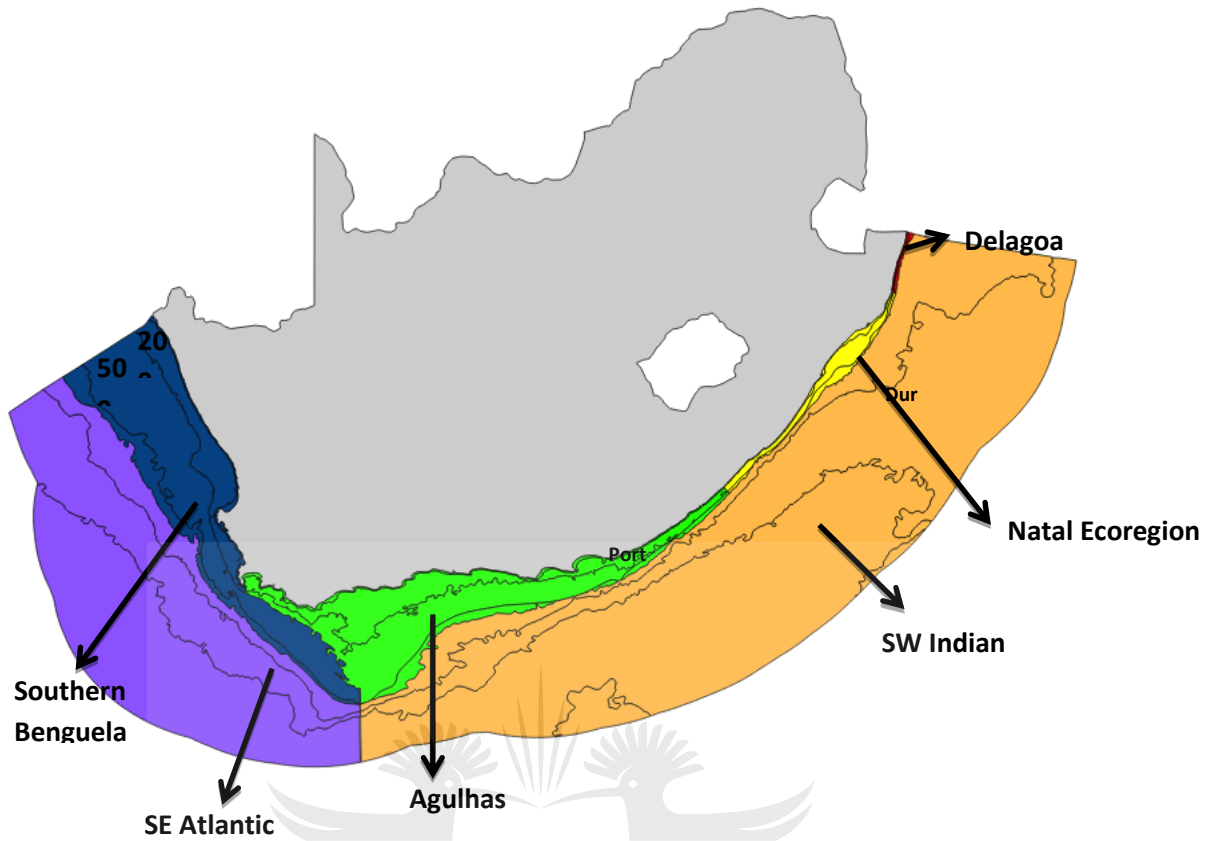 Delagoa
20
50
Dur
Natal Ecoregion
Port
SW Indian
Southern
Benguela
Agulhas
SE Atlantic